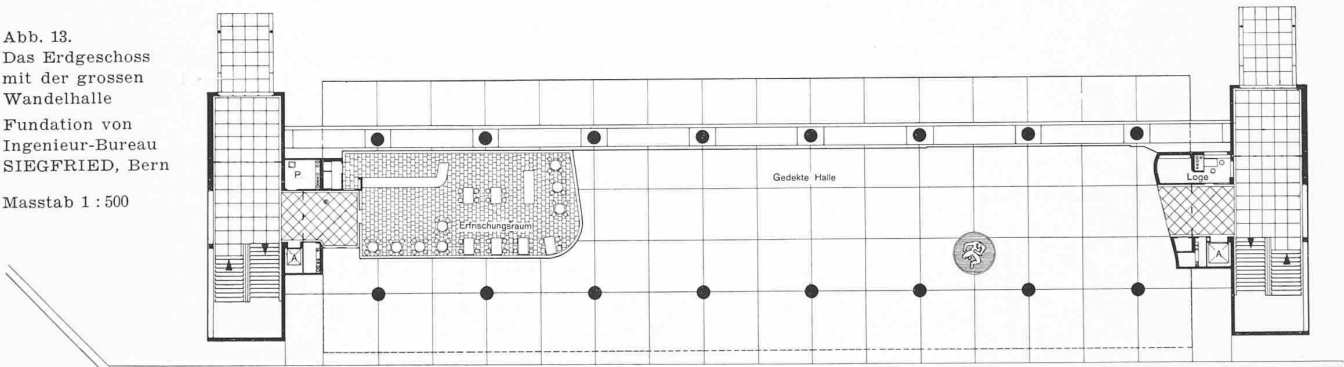 Abb. 13.
Das Erdgeschoss
mit der grossen
Wandelhalle
Fundation von
Ingenieur-Bureau
SIEGFRIED, Bern
Masstab 1 : 500
P.
Erfrischungsraum
A
Gedekte Halle
Loge
A